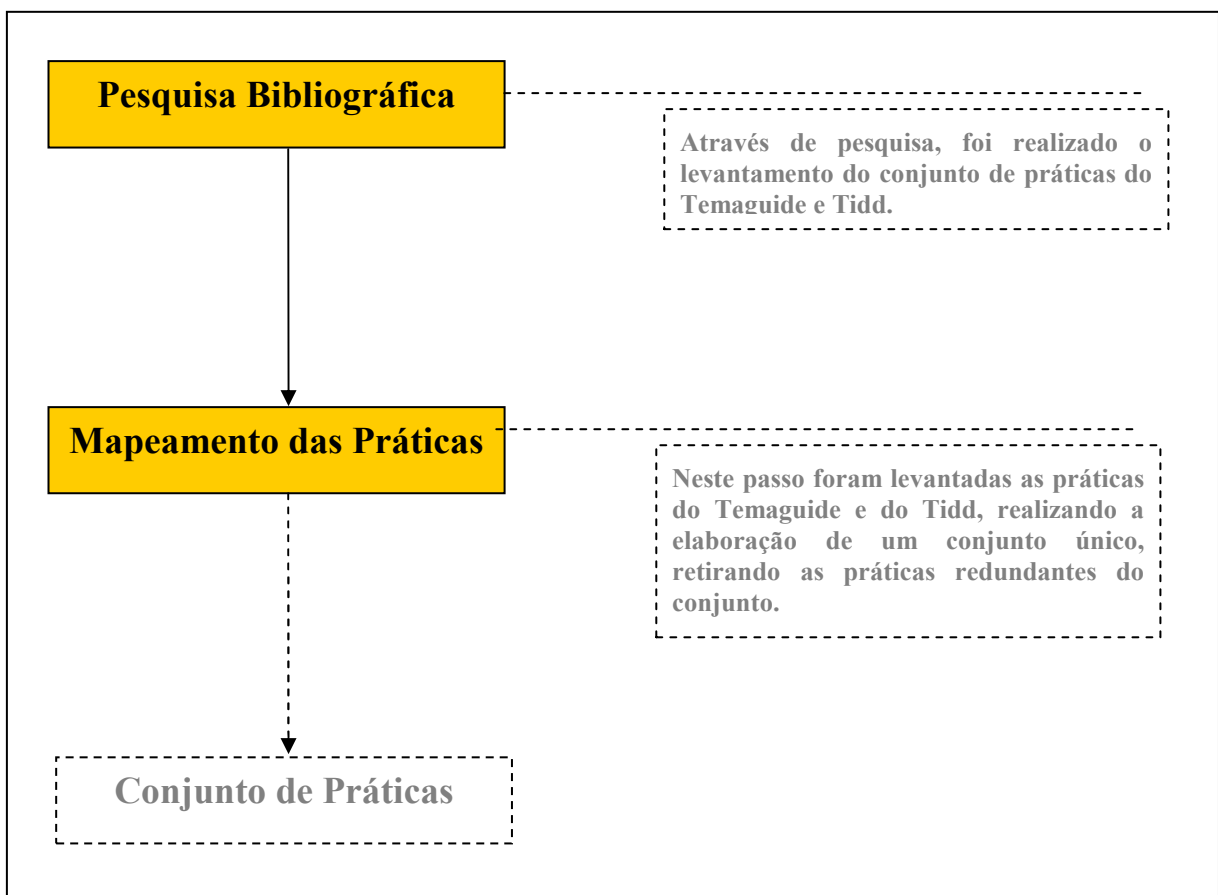 Pesquisa Bibliográfica
Através de pesquisa, foi realizado o
levantamento do conjunto de práticas do
Temaguide e Tidd.
Mapeamento das Práticas
Neste passo foram levantadas as práticas
do Temaguide e do Tidd, realizando a
elaboração de um conjunto único,
retirando as práticas redundantes do
conjunto.
Conjunto de Práticas